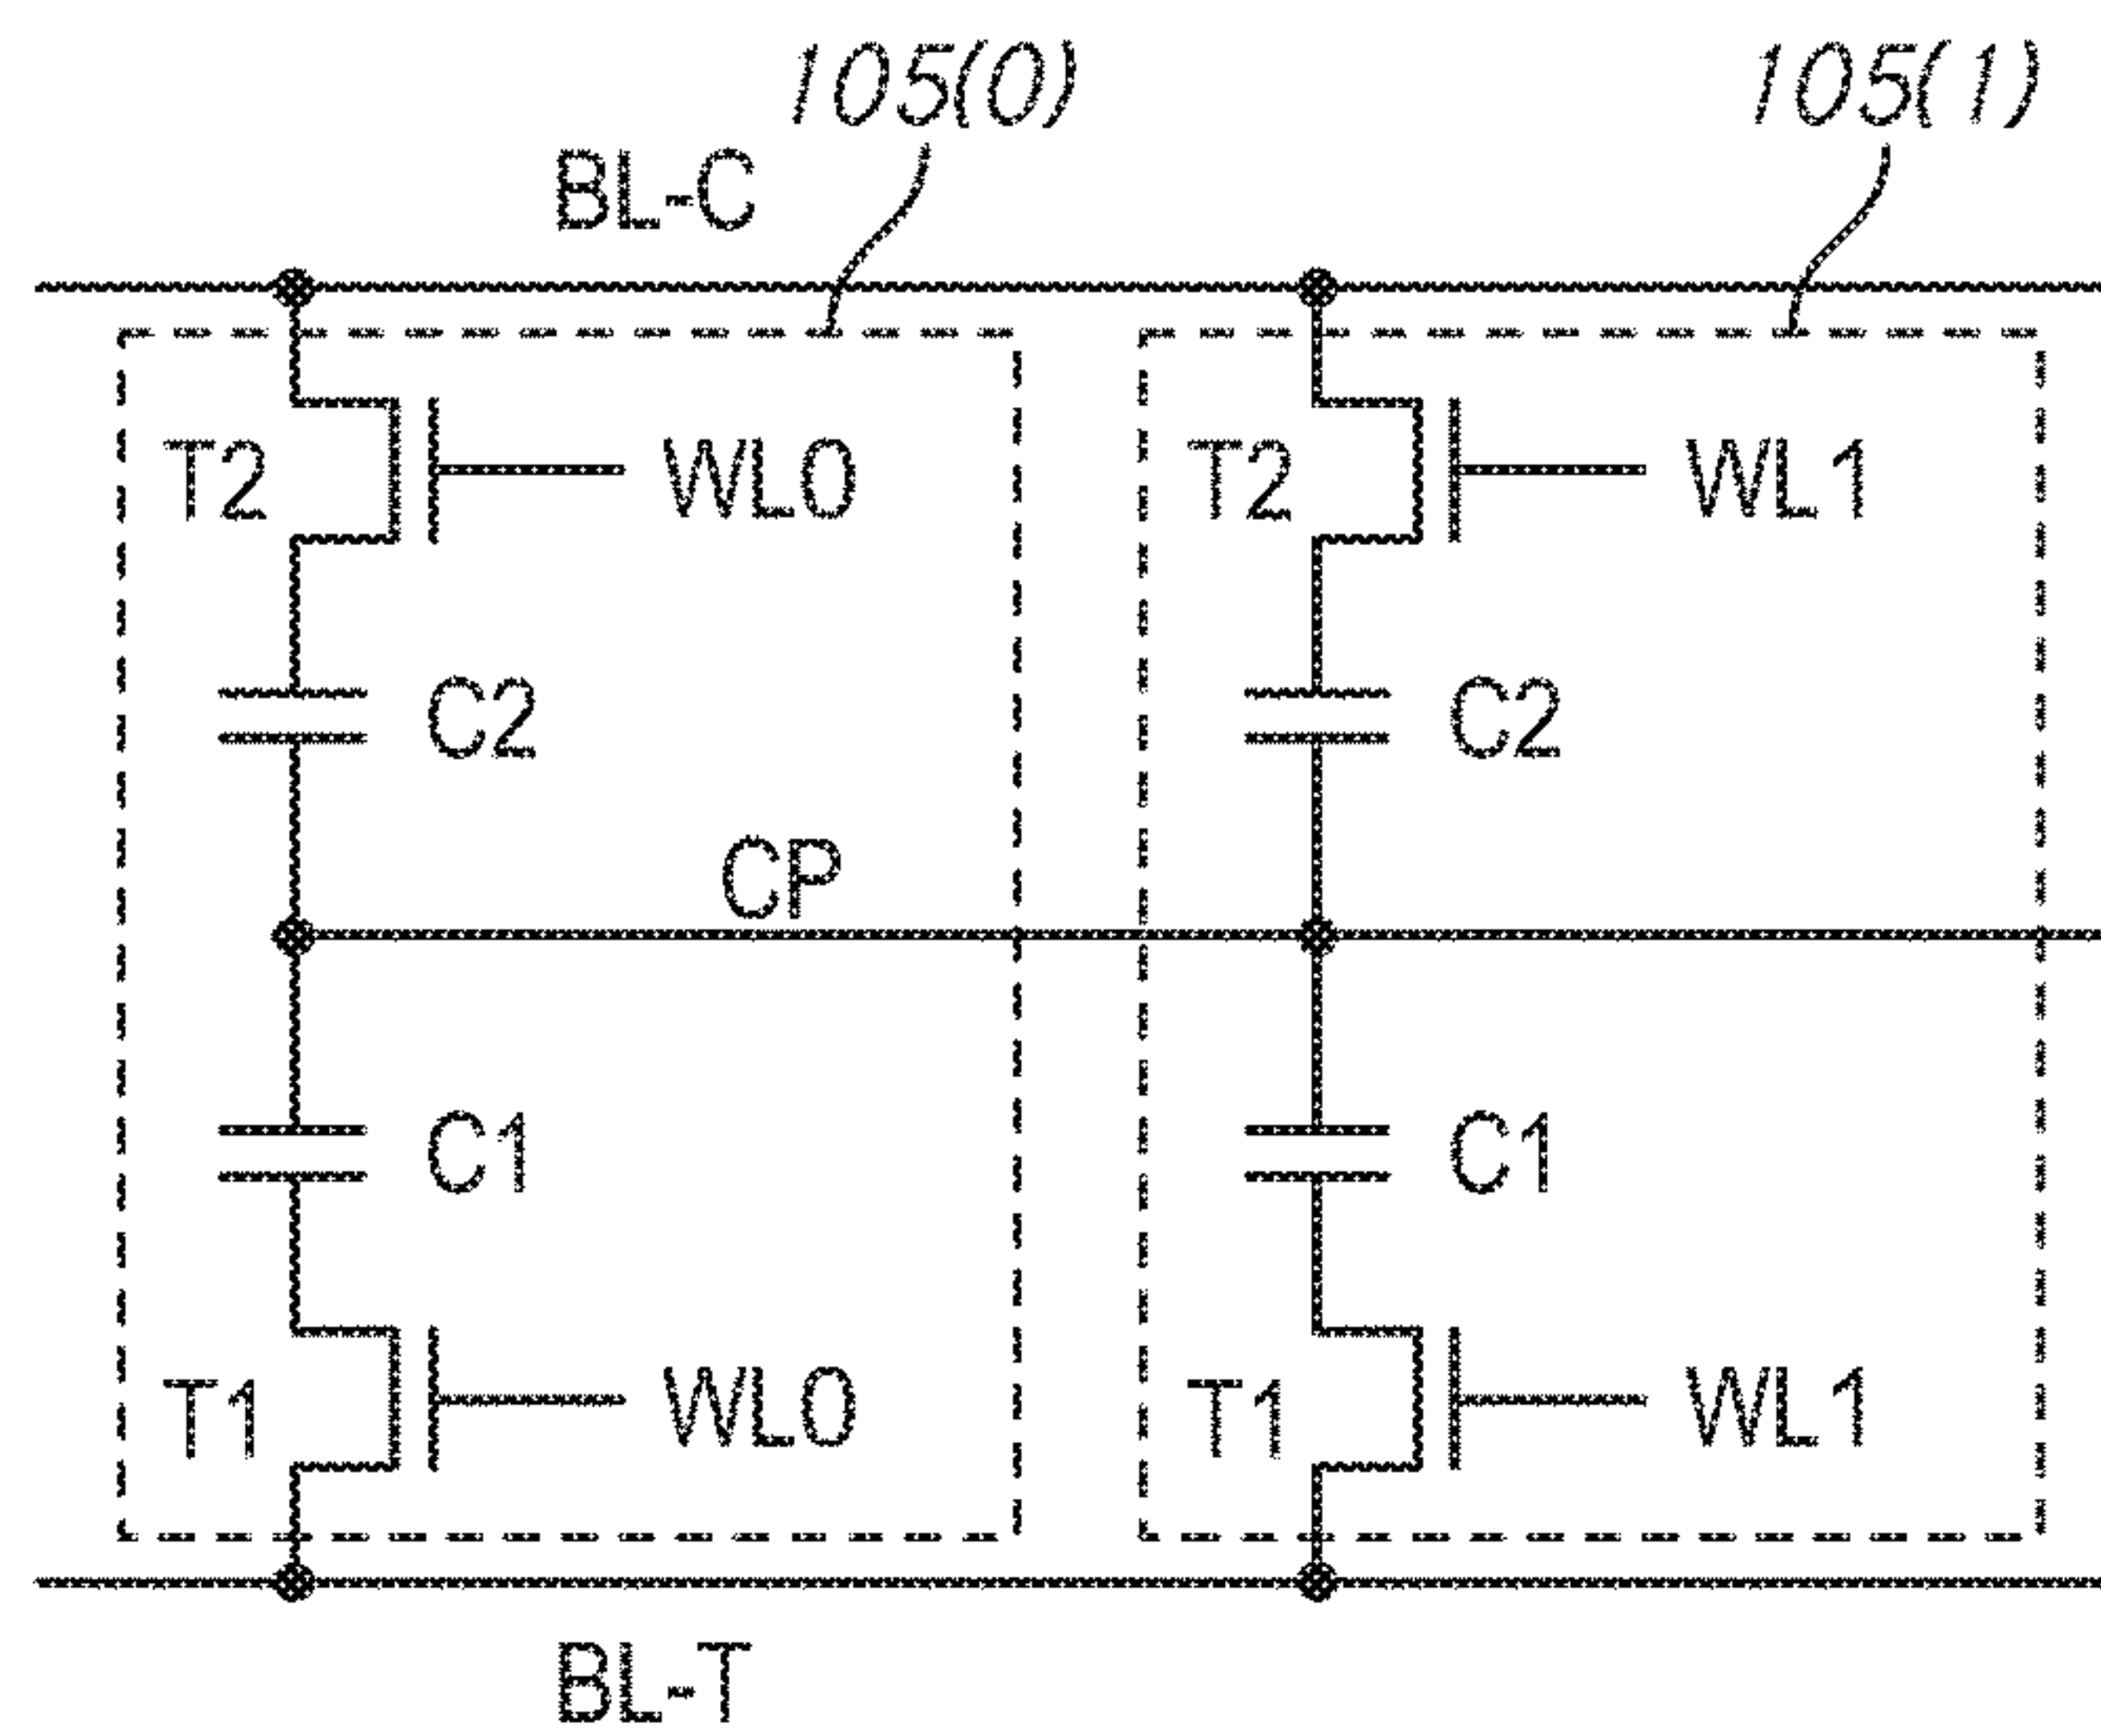 105(0) 105(1)
BL-C
T2 WL0 T2 WL1
C2 C2
CP
C1 C1
T1 WL0 T1 WL1
BL-T